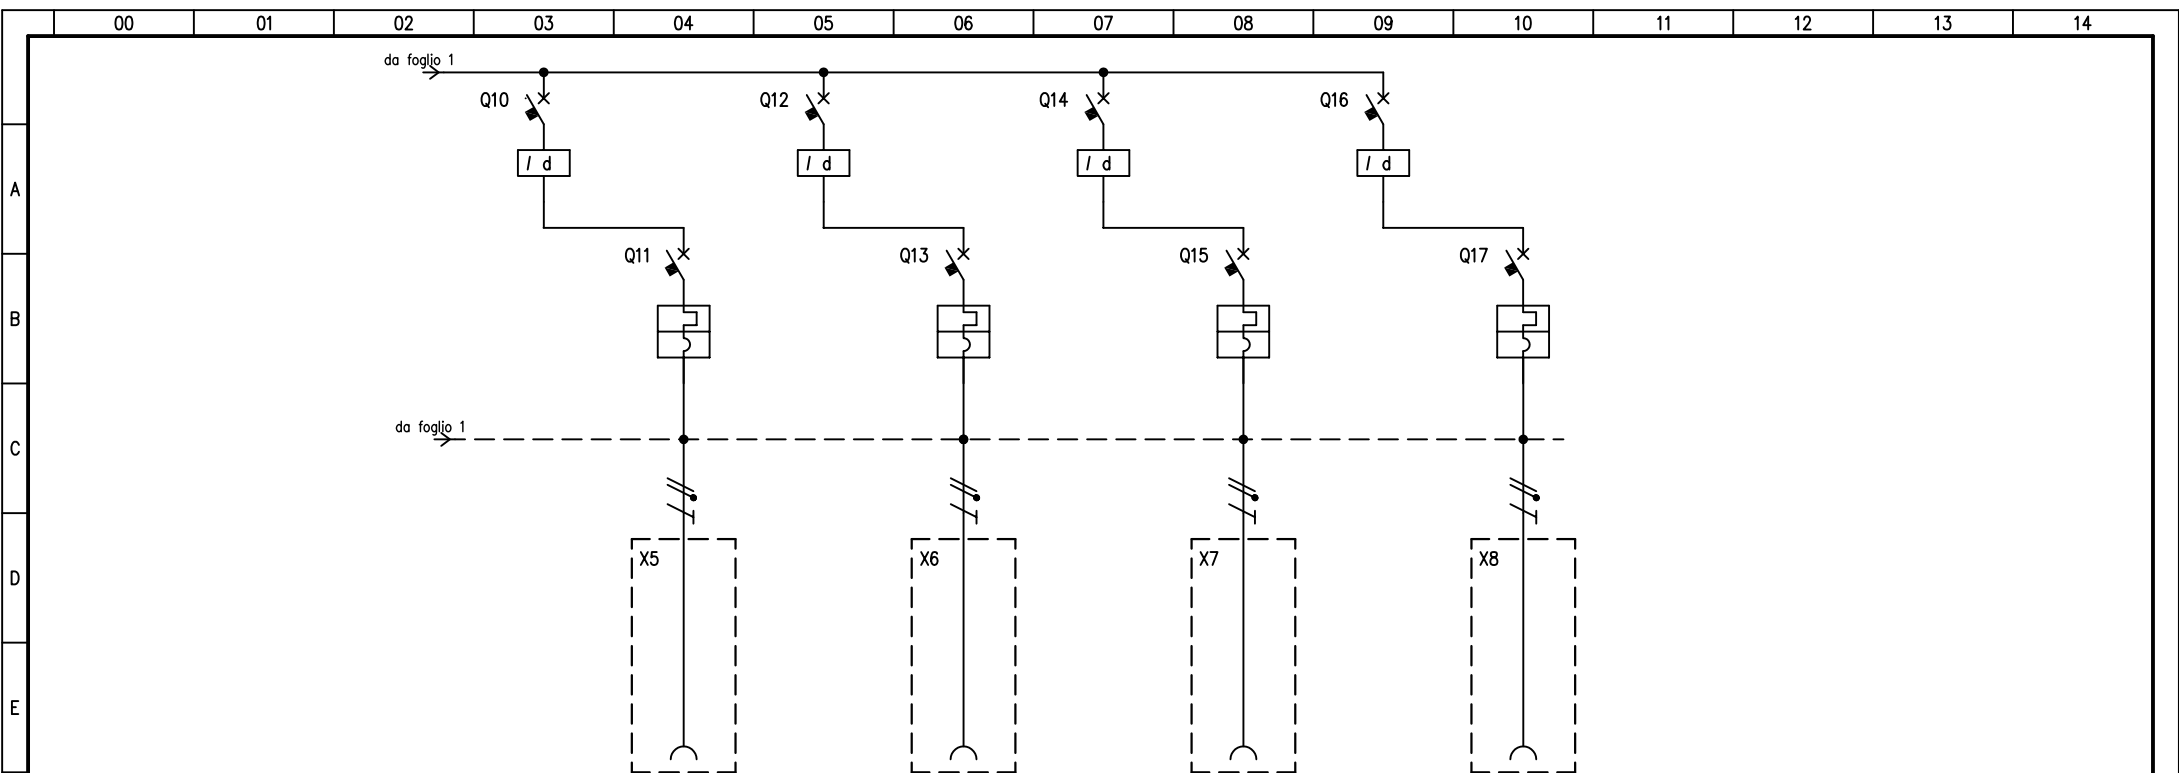 00 01 02 03 04 05 06 07 08 09 10 11 12 13 14
da foglio 1
Q10 Q12 Q14 Q16
I d I d I d I d
A
Q11 Q13 Q15 Q17
B
da foglio 1
C
X5 X6 X7 X8
D
E